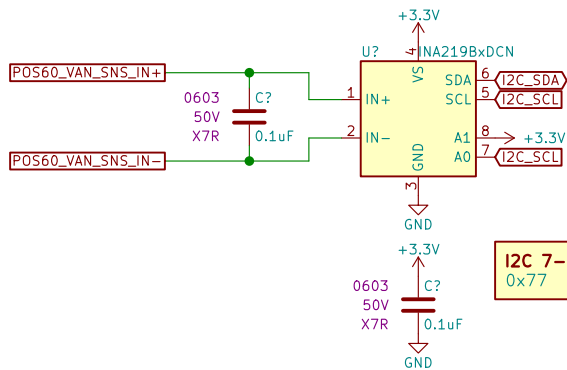 +3.3V
U?
INA219BxDCN
4
VS
POS60_VAN_SNS_IN+
SDA
6
I2C_SDA
0603
C?
1
IN+
SCL
5
I2C_SCL
50V
X7R
0.1uF
2
IN-
A1
8
+3.3V
POS60_VAN_SNS_IN-
GND
A0
7
I2C_SCL
3
GND
+3.3V
I2C 7-
0x77
0603
C?
50V
X7R
0.1uF
GND